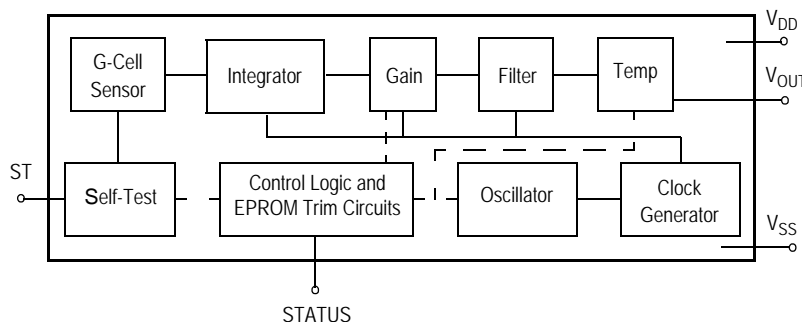 G-Cell
Sensor
Integrator
Gain
Filter
Temp
VDD
VOUT
ST
Self-Test
Control Logic and
EPROM Trim Circuits
Oscillator
Clock
Generator
VSS
STATUS